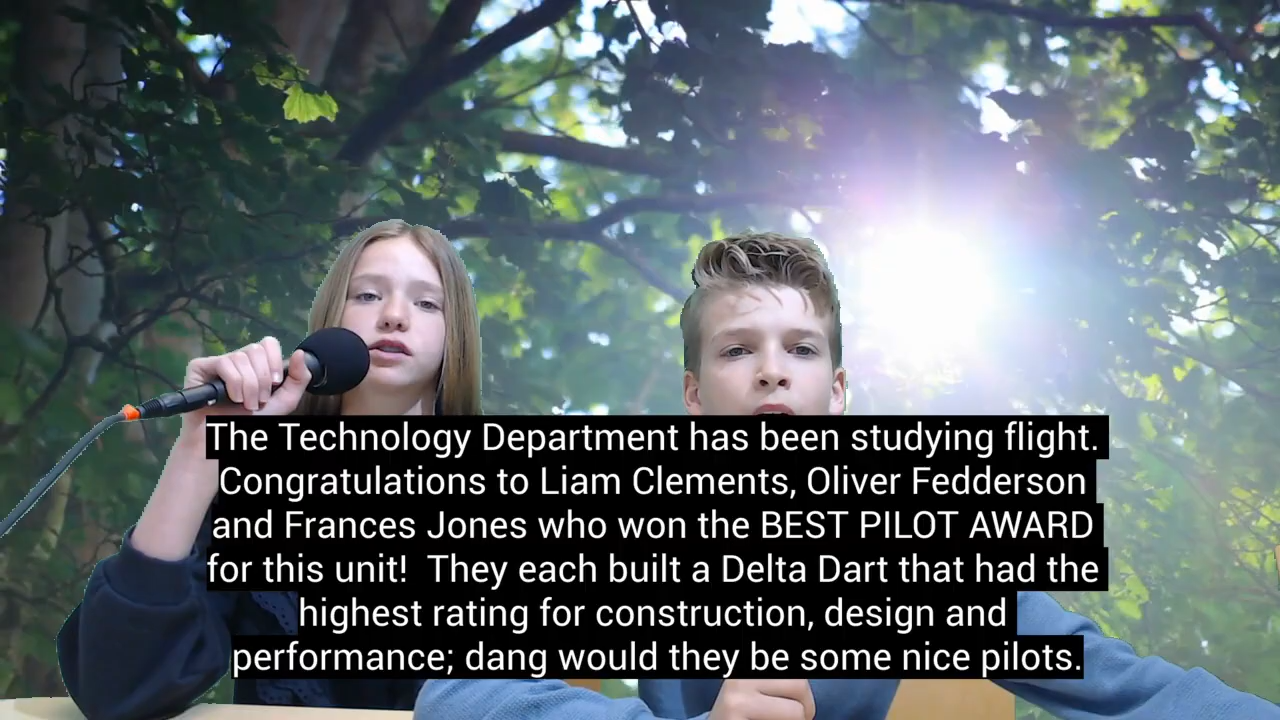 The Technology Department has been studying flight.
Congratulations to Liam Clements, Oliver Fedderson
and Frances Jones who won the BEST PILOT AWARD
for this unit!  They each built a Delta Dart that had the
highest rating for construction, design and
performance; dang would they be some nice pilots.